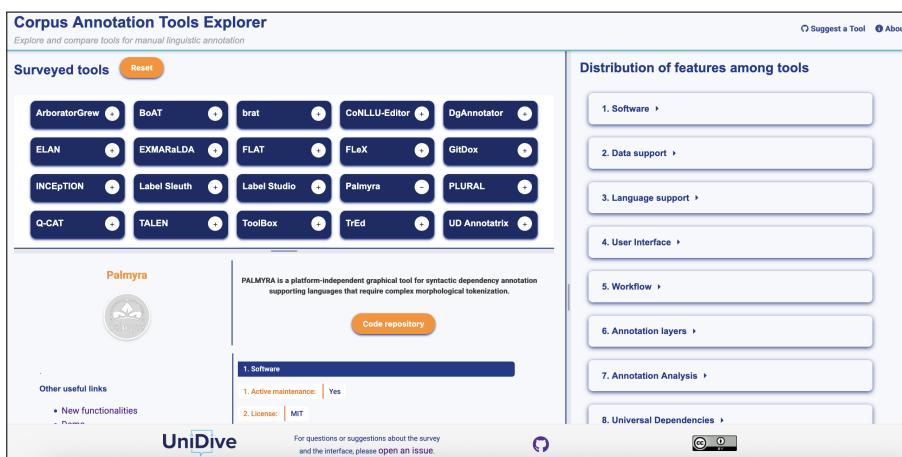 Corpus Annotation Tools Explorer
Explore and compare tools for manual linguistic annotation
Suggest a Tool Abou
Surveyed tools Reset
ArboratorGrew + BoAT + brat + CoNLLU-Editor + DgAnnotator +
ELAN + EXMARaLDA + FLAT + FLeX + GitDox +
INCEpTION + Label Sleuth + Label Studio + Palmyra − PLURAL +
Q-CAT + TALEN + ToolBox + TrEd + UD Annotatrix +
Palmyra
PALMYRA is a platform-independent graphical tool for syntactic dependency annotation
supporting languages that require complex morphological tokenization.
Code repository
.
Other useful links
• New functionalities
• Demo
1. Software
1. Active maintenance: Yes
2. License: MIT
Distribution of features among tools
1. Software
2. Data support
3. Language support
4. User Interface
5. Workflow
6. Annotation layers
7. Annotation Analysis
8. Universal Dependencies
UniDive
For questions or suggestions about the survey
and the interface, please open an issue.
cc BY